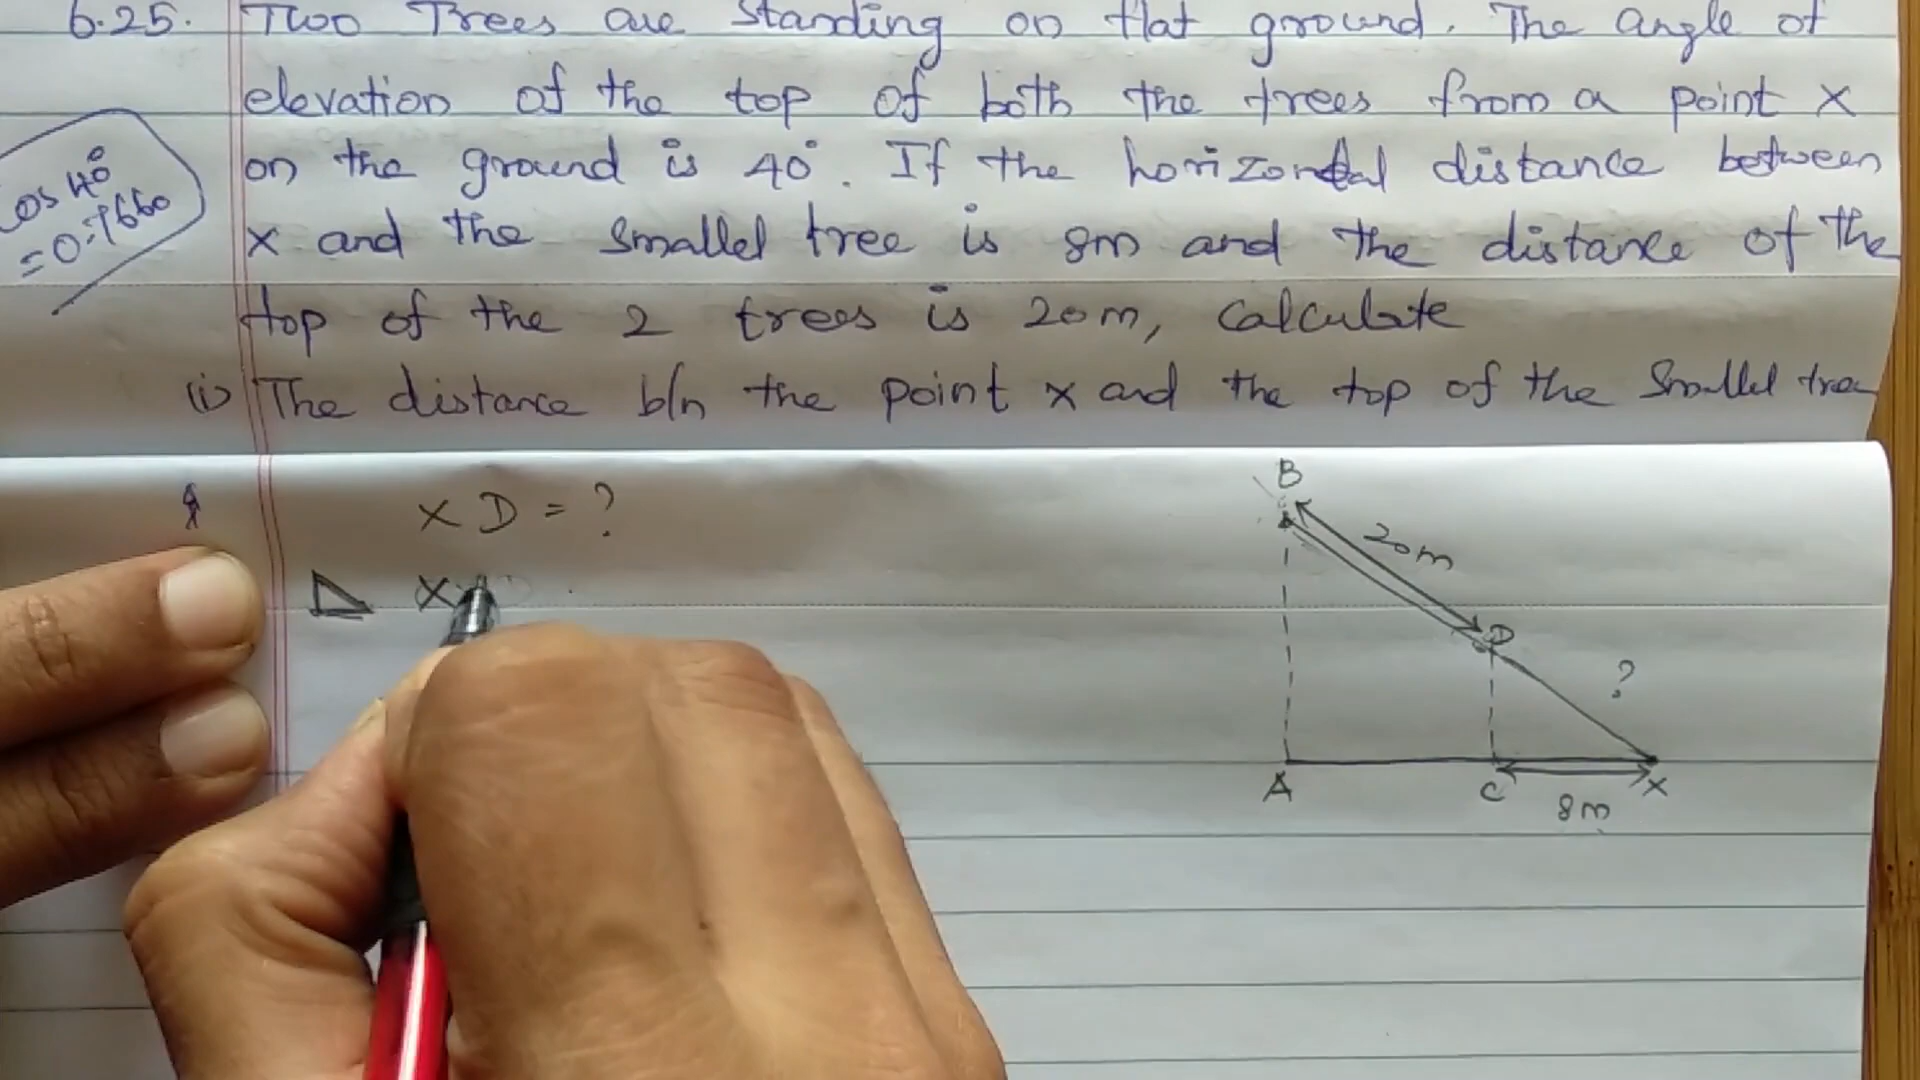 6.25. Two Trees are standing on flat ground. The angle of
elevation of the top of both the trees from a point X
on the ground is 40°. If the horizontal distance between
Cos 40°
= 0.7660
X and the smaller tree is 8m and the distance of the
top of the 2 trees is 20m, calculate
(i) The distance b/n the point X and the top of the smaller tree
XD = ?
B
20m
D
?
X
A
C
X
8m